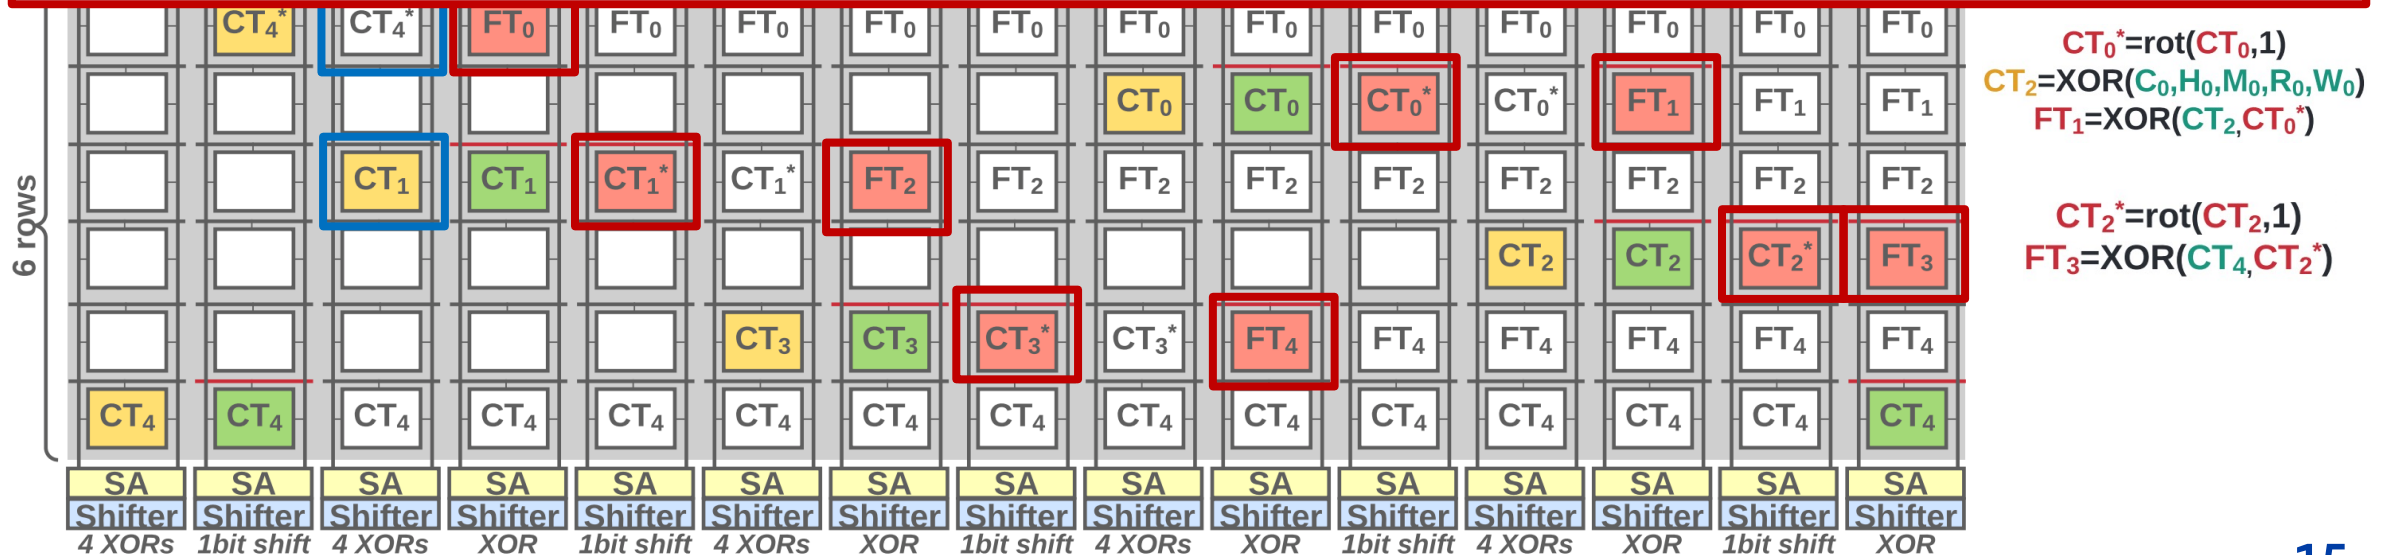 CT4* CT4* FT0 FT0 FT0 FT0 FT0 FT0 FT0 FT0 FT0 FT0 FT0 FT0
CT0*=rot(CT0,1)
CT0 CT0 CT0* CT0* FT1 FT1 FT1
CT2=XOR(C0,H0,M0,R0,W0)
FT1=XOR(CT2,CT0*)
CT1 CT1 CT1* CT1* FT2 FT2 FT2 FT2 FT2 FT2 FT2 FT2 FT2
6 rows
CT2*=rot(CT2,1)
CT2 CT2 CT2* FT3
FT3=XOR(CT4,CT2*)
CT3 CT3 CT3* CT3* FT4 FT4 FT4 FT4 FT4 FT4
CT4 CT4 CT4 CT4 CT4 CT4 CT4 CT4 CT4 CT4 CT4 CT4 CT4 CT4 CT4
SA SA SA SA SA SA SA SA SA SA SA SA SA SA SA
Shifter Shifter Shifter Shifter Shifter Shifter Shifter Shifter Shifter Shifter Shifter Shifter Shifter Shifter Shifter
4 XORs 1bit shift 4 XORs XOR 1bit shift 4 XORs XOR 1bit shift 4 XORs XOR 1bit shift 4 XORs XOR 1bit shift XOR
15